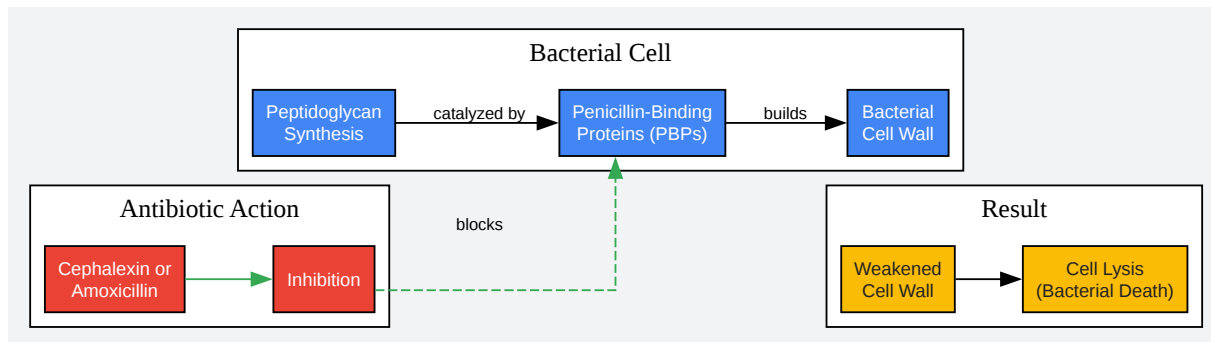 Bacterial Cell
Peptidoglycan
Synthesis
catalyzed by
Penicillin-Binding
Proteins (PBPs)
builds
Bacterial
Cell Wall
Antibiotic Action
Cephalexin or
Amoxicillin
Inhibition
blocks
Result
Weakened
Cell Wall
Cell Lysis
(Bacterial Death)